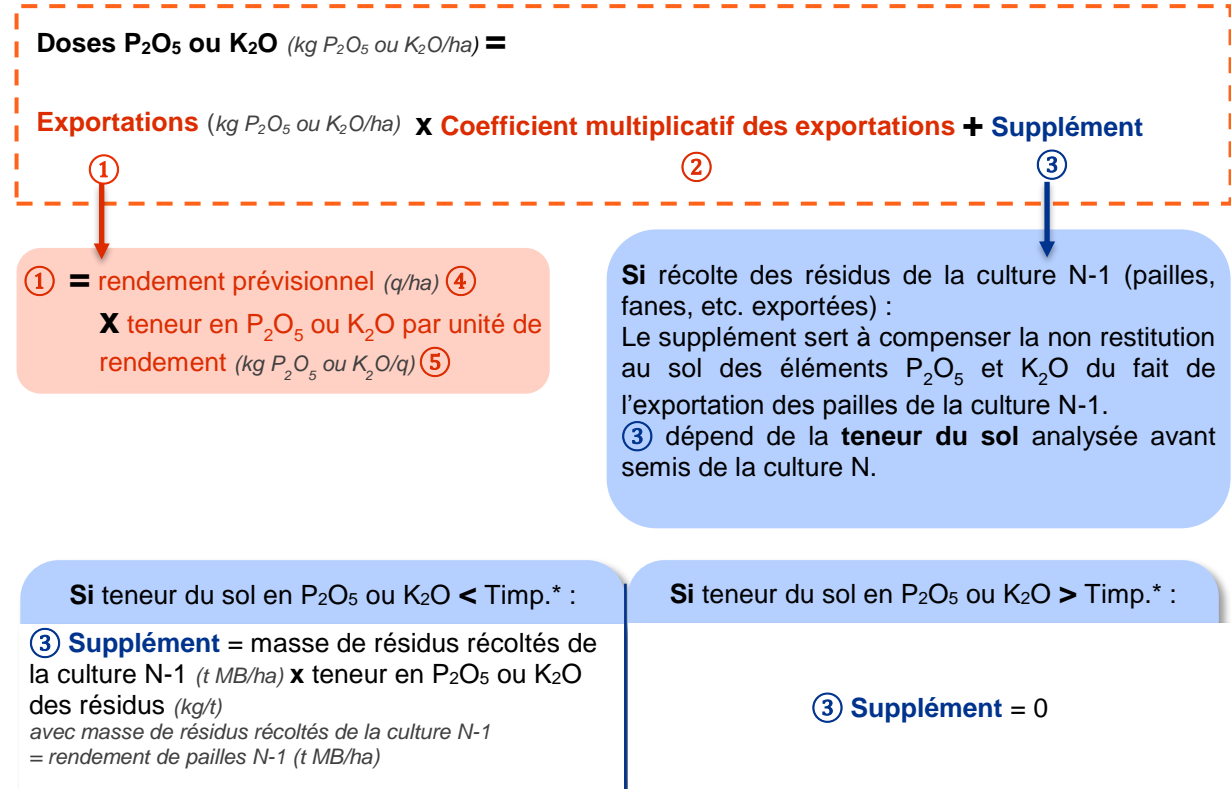 Doses P₂O₅ ou K₂O (kg P₂O₅ ou K₂O/ha) =
Exportations (kg P₂O₅ ou K₂O/ha) x Coefficient multiplicatif des exportations + Supplément
① ② ③
① = rendement prévisionnel (q/ha) ④
X teneur en P₂O₅ ou K₂O par unité de
rendement (kg P₂O₅ ou K₂O/q) ⑤
Si récolte des résidus de la culture N-1 (pailles,
fanes, etc. exportées) :
Le supplément sert à compenser la non restitution
au sol des éléments P₂O₅ et K₂O du fait de
l’exportation des pailles de la culture N-1.
③ dépend de la teneur du sol analysée avant
semis de la culture N.
Si teneur du sol en P₂O₅ ou K₂O < Timp.* :
③ Supplément = masse de résidus récoltés de
la culture N-1 (t MB/ha) x teneur en P₂O₅ ou K₂O
des résidus (kg/t)
avec masse de résidus récoltés de la culture N-1
= rendement de pailles N-1 (t MB/ha)
Si teneur du sol en P₂O₅ ou K₂O > Timp.* :
③ Supplément = 0